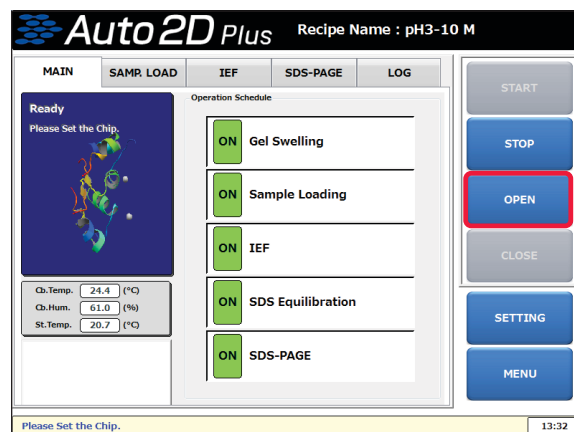 Auto2D Plus
Recipe Name : pH3-10 M
MAIN
SAMP. LOAD
IEF
SDS-PAGE
LOG
Ready
Please Set the Chip.
Operation Schedule
ON Gel Swelling
ON Sample Loading
ON IEF
ON SDS Equilibration
ON SDS-PAGE
Cb.Temp. 24.4 (°C)
Cb.Hum. 61.0 (%)
St.Temp. 20.7 (°C)
START
STOP
OPEN
CLOSE
SETTING
MENU
Please Set the Chip.
13:32